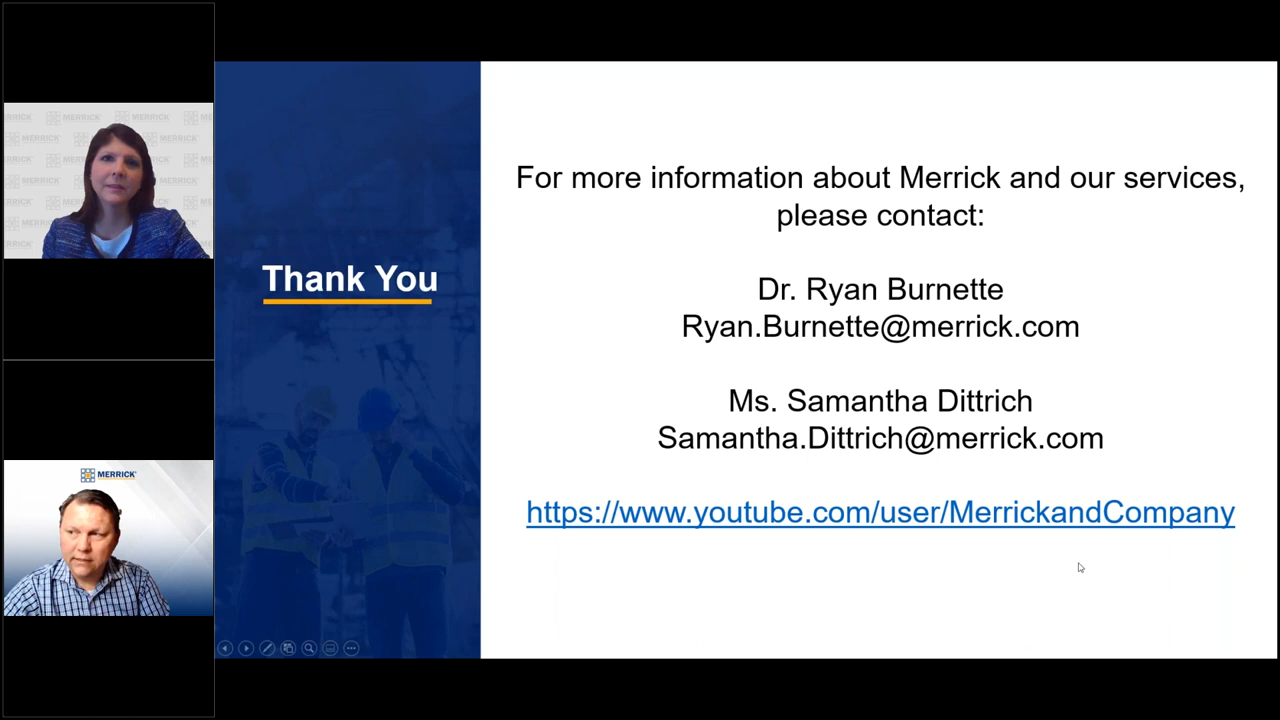 MERRICK
MERRICK
Thank You
For more information about Merrick and our services,
please contact:
Dr. Ryan Burnette
Ryan.Burnette@merrick.com
Ms. Samantha Dittrich
Samantha.Dittrich@merrick.com
https://www.youtube.com/user/MerrickandCompany